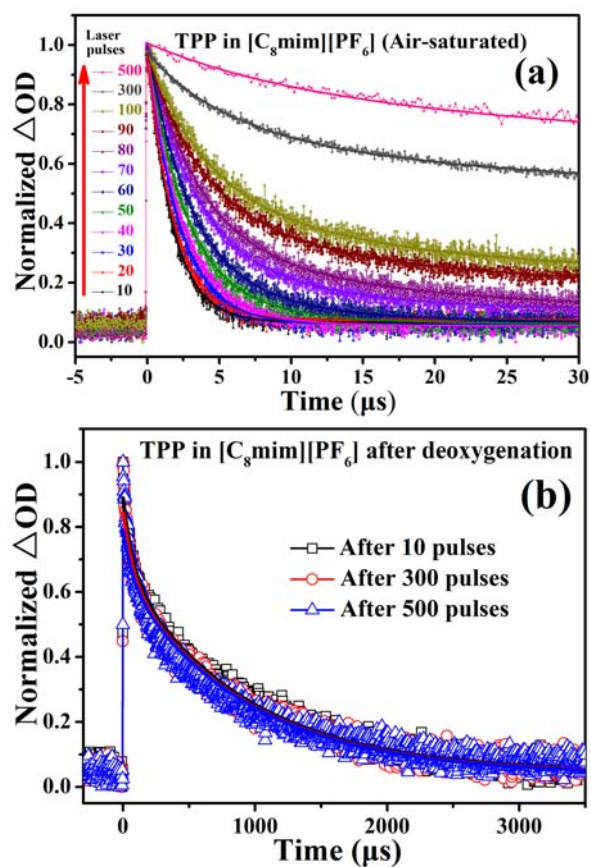 Laser
pulses
TPP in [C8mim][PF6] (Air-saturated)
(a)
500
300
100
90
80
70
60
50
40
30
20
10
1.0
0.8
0.6
0.4
0.2
0.0
Normalized △OD
-5 0 5 10 15 20 25 30
Time (μs)
TPP in [C8mim][PF6] after deoxygenation
(b)
After 10 pulses
After 300 pulses
After 500 pulses
1.0
0.8
0.6
0.4
0.2
0.0
Normalized △OD
0 1000 2000 3000
Time (μs)